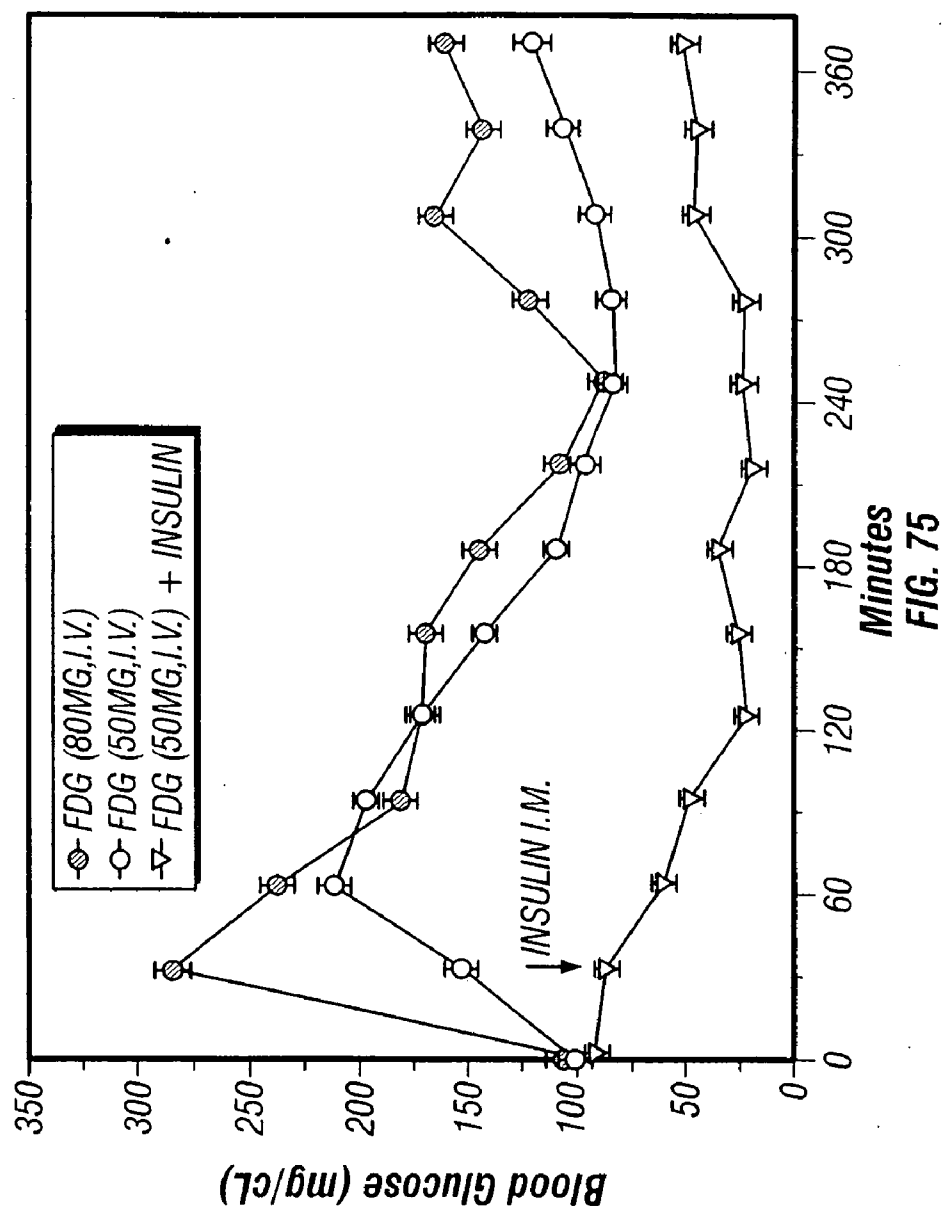 Blood Glucose (mg/cL)
350
300
250
200
150
100
50
0
FDG (80MG,I.V.)
FDG (50MG,I.V.)
FDG (50MG,I.V.) + INSULIN
INSULIN I.M.
0
60
120
180
240
300
360
Minutes
FIG. 75